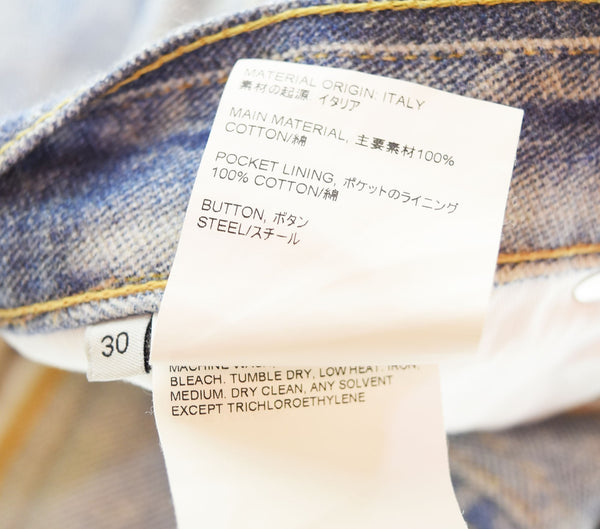 MATERIAL ORIGIN: ITALY
素材の起源 イタリア
MAIN MATERIAL, 主要素材100%
COTTON/綿
POCKET LINING, ポケットのライニング
100% COTTON/綿
BUTTON, ボタン
STEEL/スチール
30
MACHINE
BLEACH. TUMBLE DRY, LOW HEAT. IRON,
MEDIUM. DRY CLEAN, ANY SOLVENT
EXCEPT TRICHLOROETHYLENE